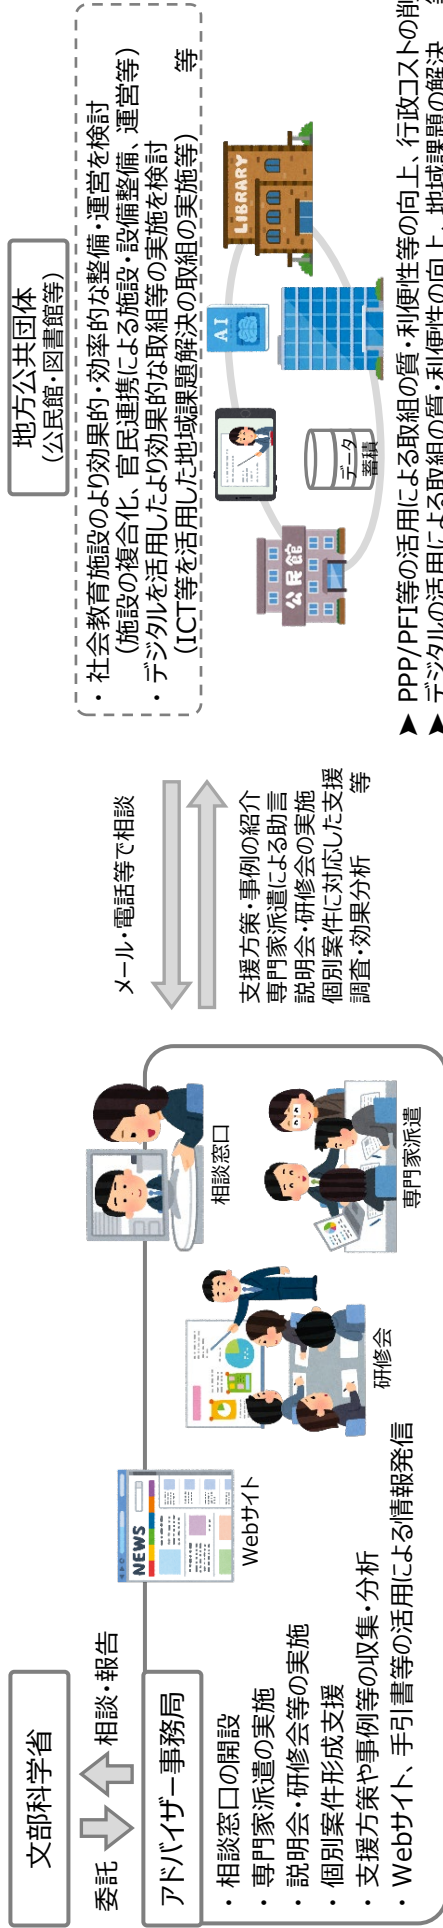 文部科学省
委託
相談・報告
アドバイザー事務局
・相談窓口の開設
・専門家派遣の実施
・説明会・研修会等の実施
・個別案件形成支援
・支援方策や事例等の収集・分析
・Webサイト、手引書等の活用による情報発信
NEWS
Webサイト
研修会
相談窓口
専門家派遣
メール・電話等で相談
支援方策・事例の紹介
専門家派遣による助言
説明会・研修会の実施
個別案件に対応した支援
調査・効果分析 等
地方公共団体
(公民館・図書館等)
・社会教育施設のより効果的・効率的な整備・運営を検討
(施設の複合化、官民連携による施設・設備整備、運営等)
・デジタルを活用したより効果的な取組等の実施を検討
(ICT等を活用した地域課題解決の取組の実施等) 等
公民館
AI
LIBRARY
データ
蓄積
➤ PPP/PFI等の活用による取組の質・利便性等の向上、行政コストの削
➤ デジタルの活用による取組の質・利便性の向上、地域課題の解決